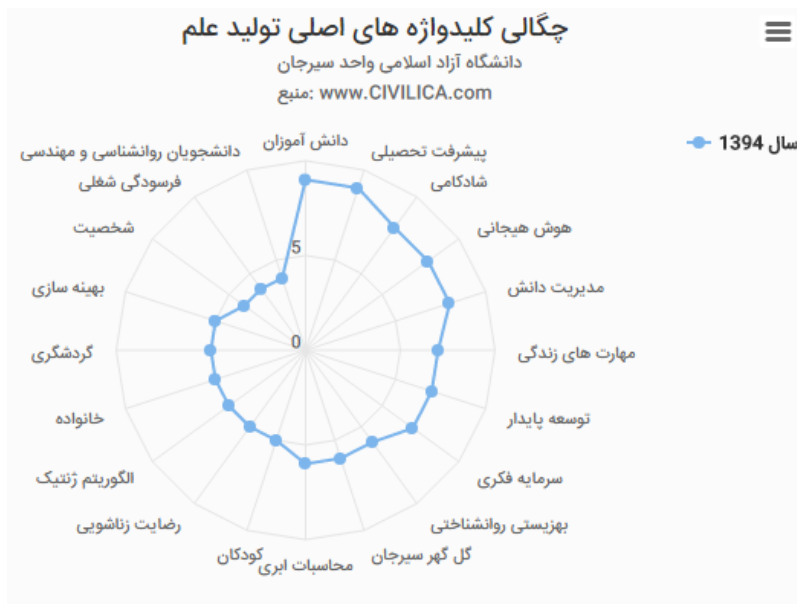 چگالی کلیدواژه های اصلی تولید علم
دانشگاه آزاد اسلامی واحد سیرجان
منبع: www.CIVILICA.com
سال 1394
دانش آموزان
پیشرفت تحصیلی
شادکامی
هوش هیجانی
مدیریت دانش
مهارت های زندگی
توسعه پایدار
سرمایه فکری
بهزیستی روانشناختی
گل گهر سیرجان
محاسبات ابری
کودکان
رضایت زناشویی
الگوریتم ژنتیک
خانواده
گردشگری
بهینه سازی
شخصیت
فرسودگی شغلی
دانشجویان روانشناسی و مهندسی
5
0